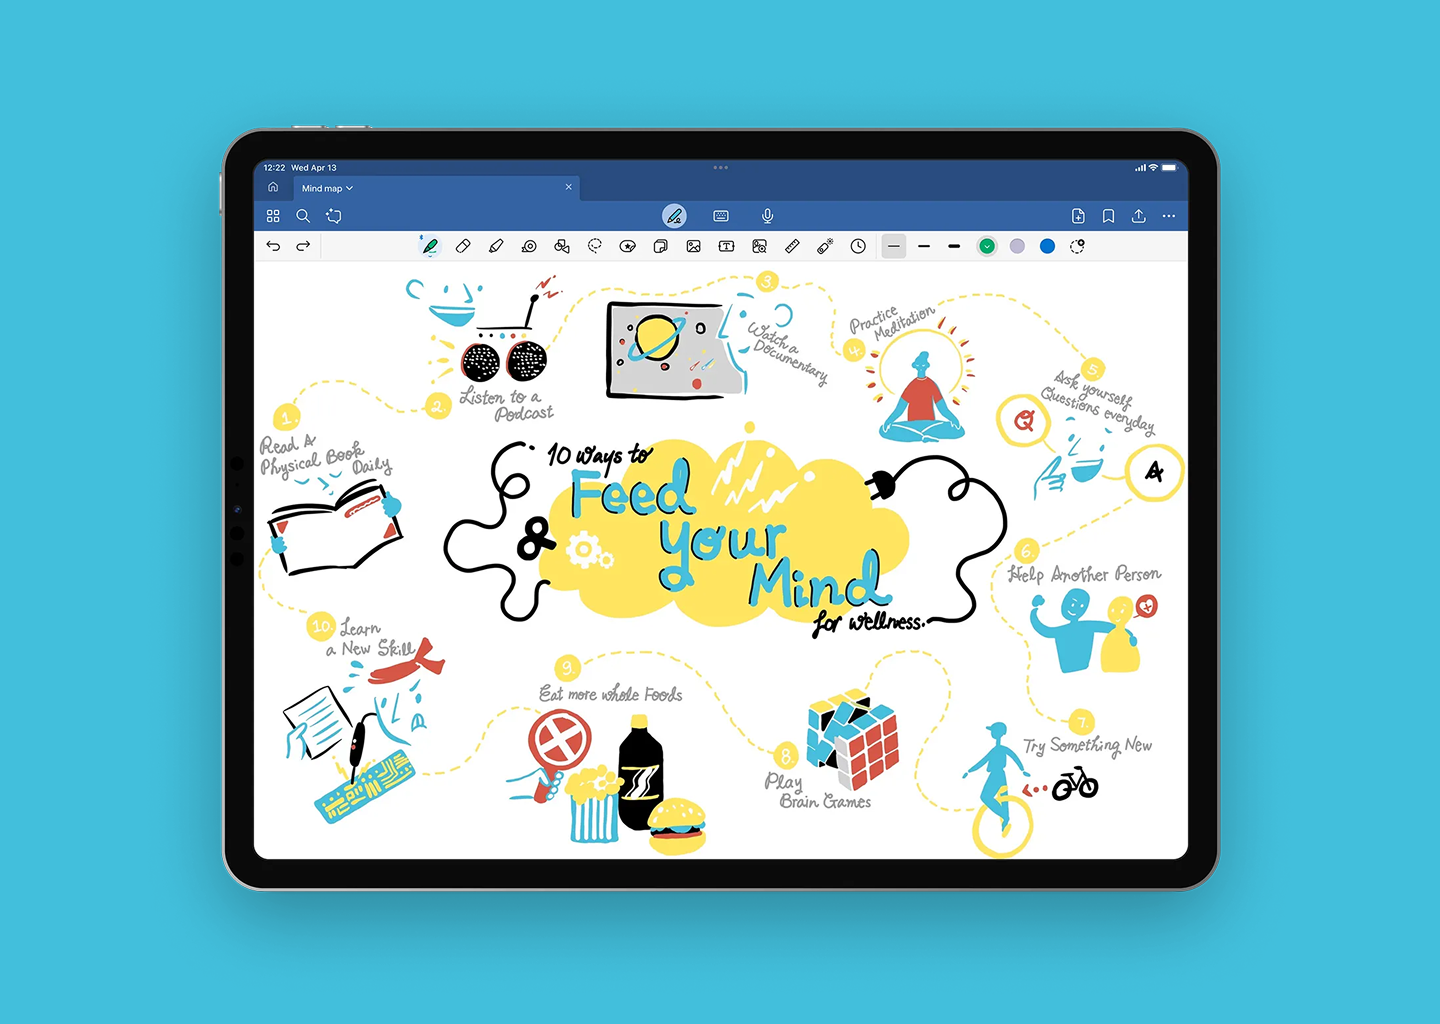 12:22 Wed Apr 13
Mind map
T
10 Ways to
Feed
your
Mind
for wellness.
1.
Read A
Physical Book
Daily
2.
Listen to a
Podcast
3.
Watch a
Documentary
4.
Practice
Meditation
5.
Ask yourself
Questions everyday
Q
A
6.
Help Another Person
7.
Try Something New
8.
Play
Brain Games
9.
Eat more whole Foods
10.
Learn
a New Skill